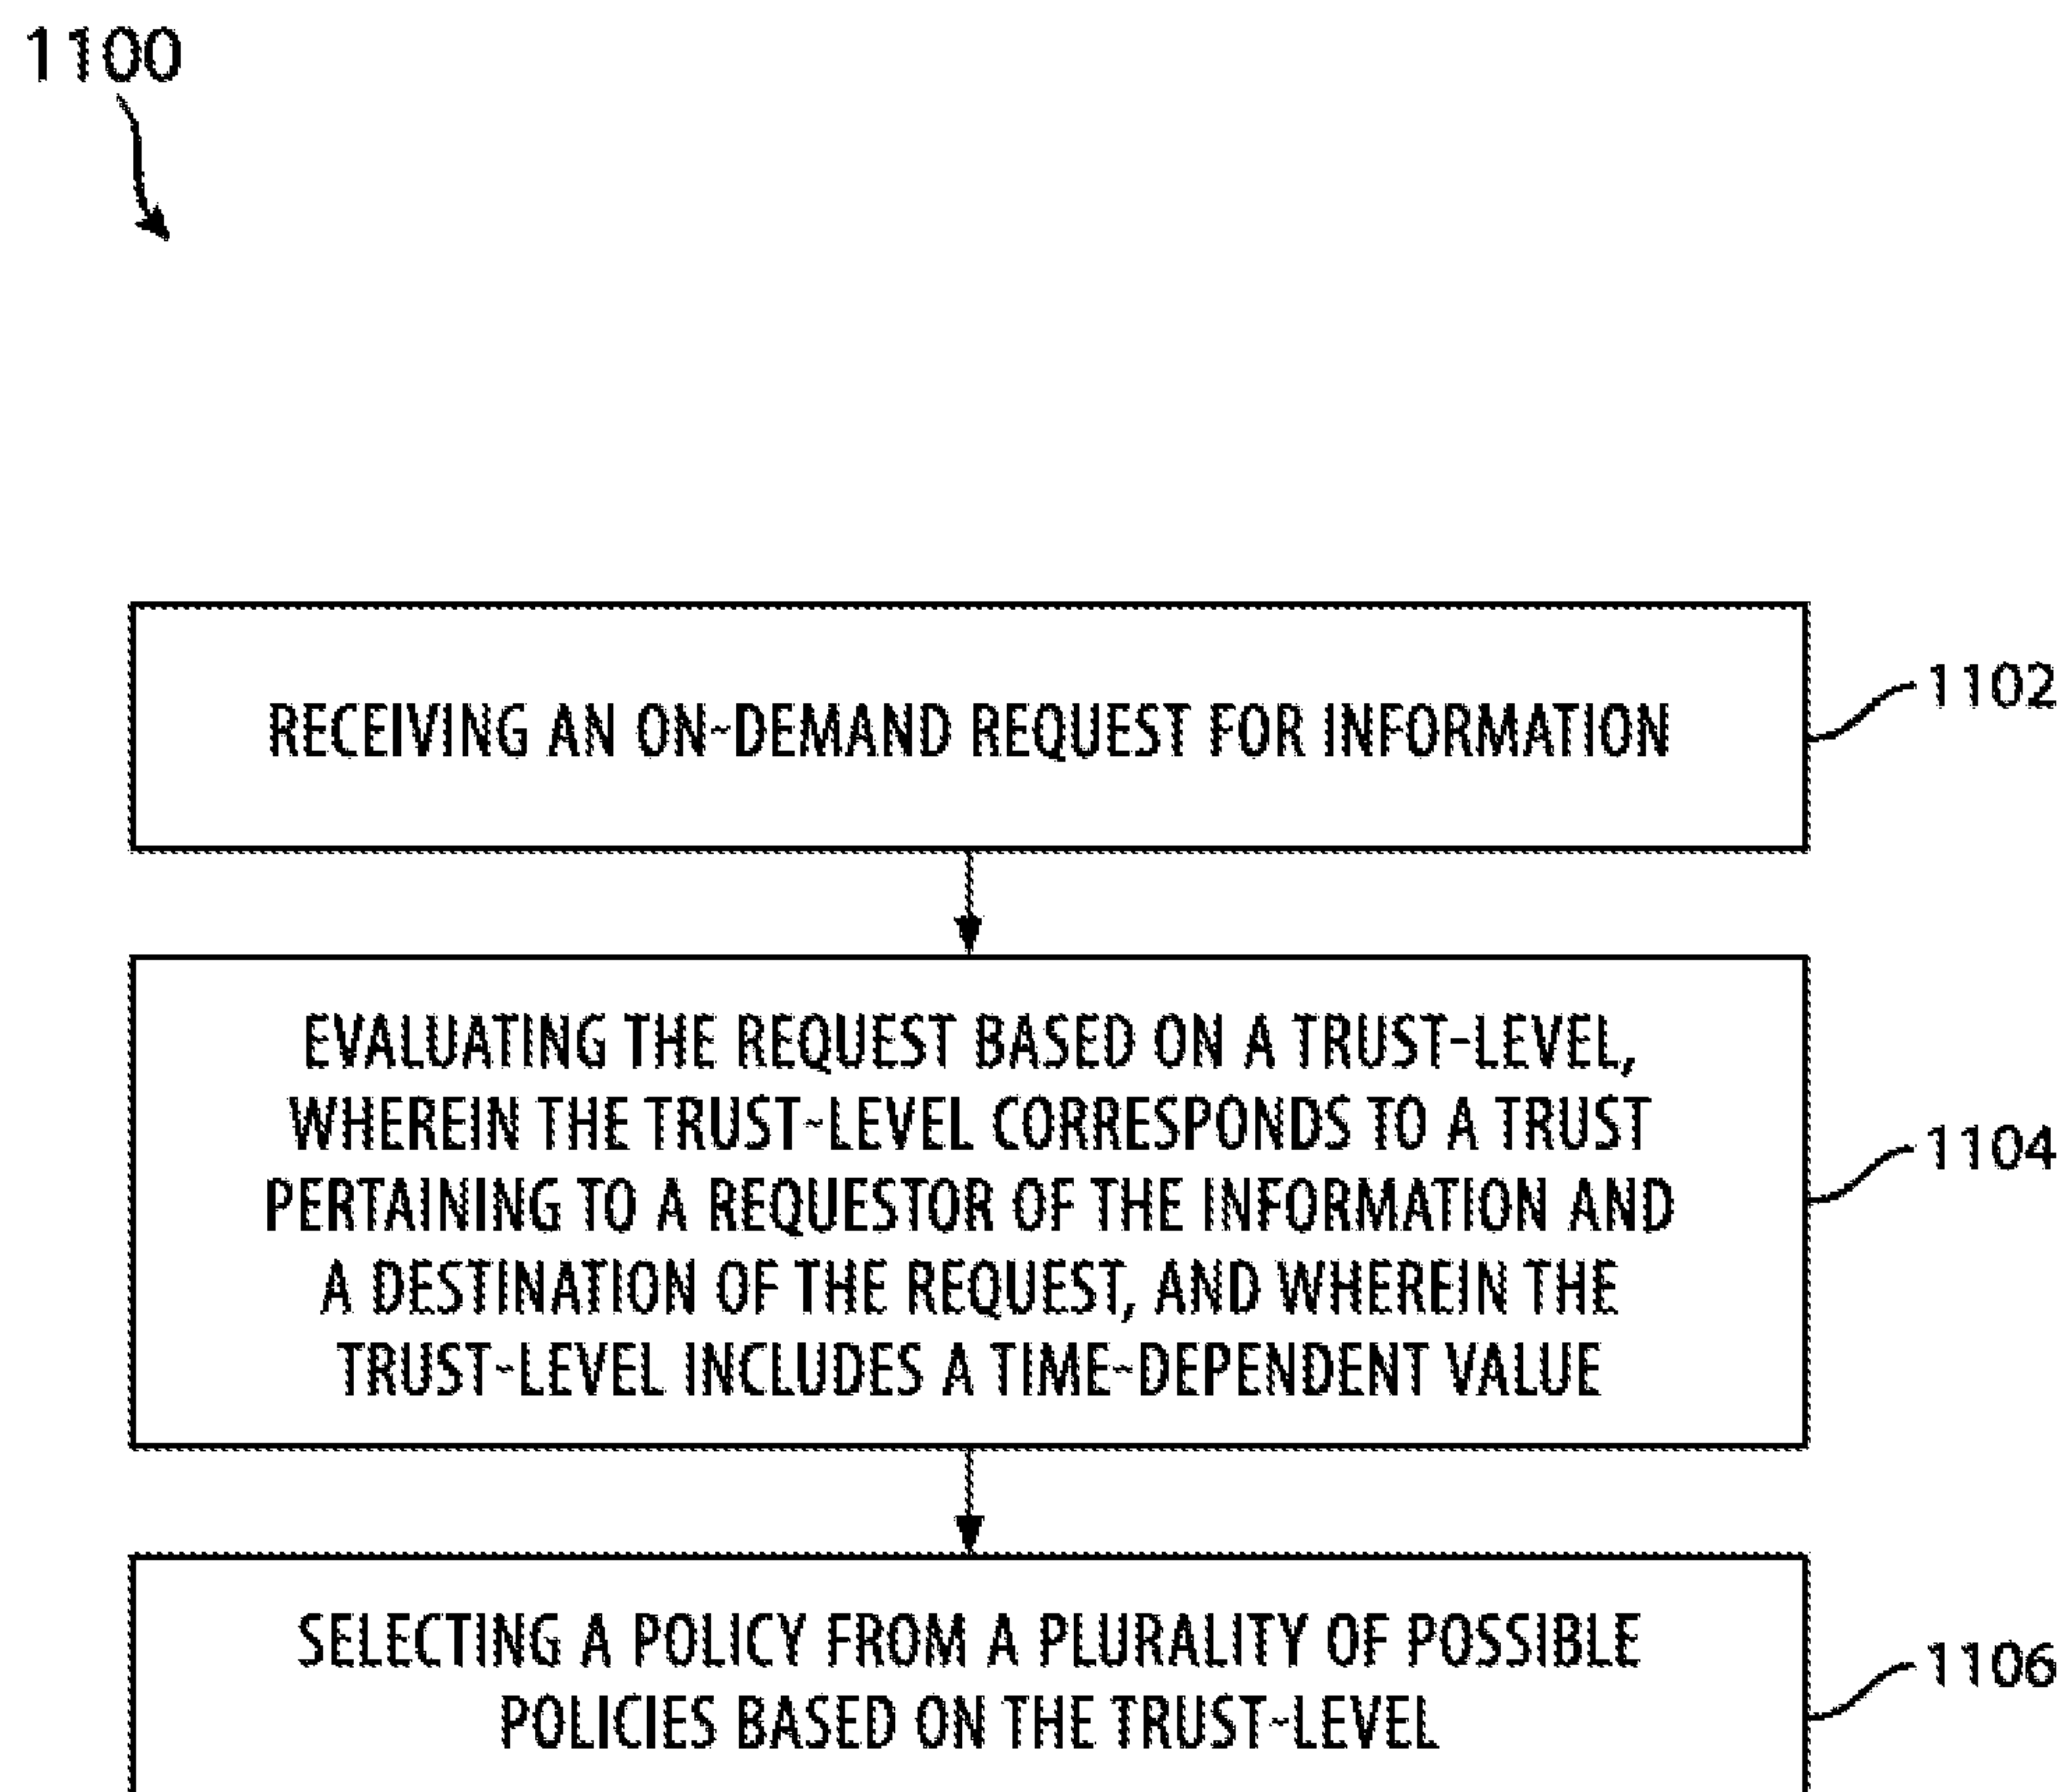 1100
RECEIVING AN ON-DEMAND REQUEST FOR INFORMATION
1102
EVALUATING THE REQUEST BASED ON A TRUST-LEVEL,
WHEREIN THE TRUST-LEVEL CORRESPONDS TO A TRUST
PERTAINING TO A REQUESTOR OF THE INFORMATION AND
A DESTINATION OF THE REQUEST, AND WHEREIN THE
TRUST-LEVEL INCLUDES A TIME-DEPENDENT VALUE
1104
SELECTING A POLICY FROM A PLURALITY OF POSSIBLE
POLICIES BASED ON THE TRUST-LEVEL
1106